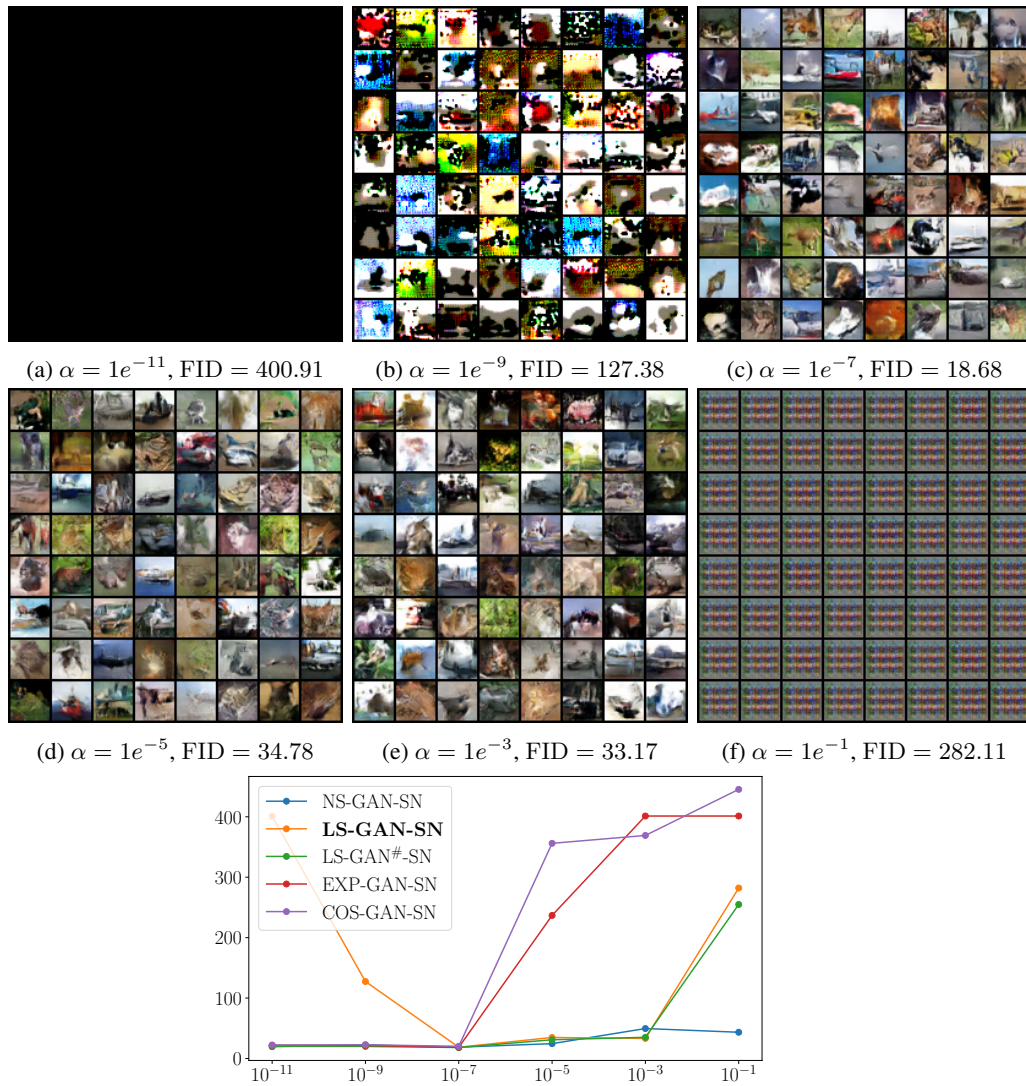 (a) α = 1e⁻¹¹, FID = 400.91
(b) α = 1e⁻⁹, FID = 127.38
(c) α = 1e⁻⁷, FID = 18.68
(d) α = 1e⁻⁵, FID = 34.78
(e) α = 1e⁻³, FID = 33.17
(f) α = 1e⁻¹, FID = 282.11
NS-GAN-SN
LS-GAN-SN
LS-GAN#-SN
EXP-GAN-SN
COS-GAN-SN
400
300
200
100
0
10⁻¹¹ 10⁻⁹ 10⁻⁷ 10⁻⁵ 10⁻³ 10⁻¹